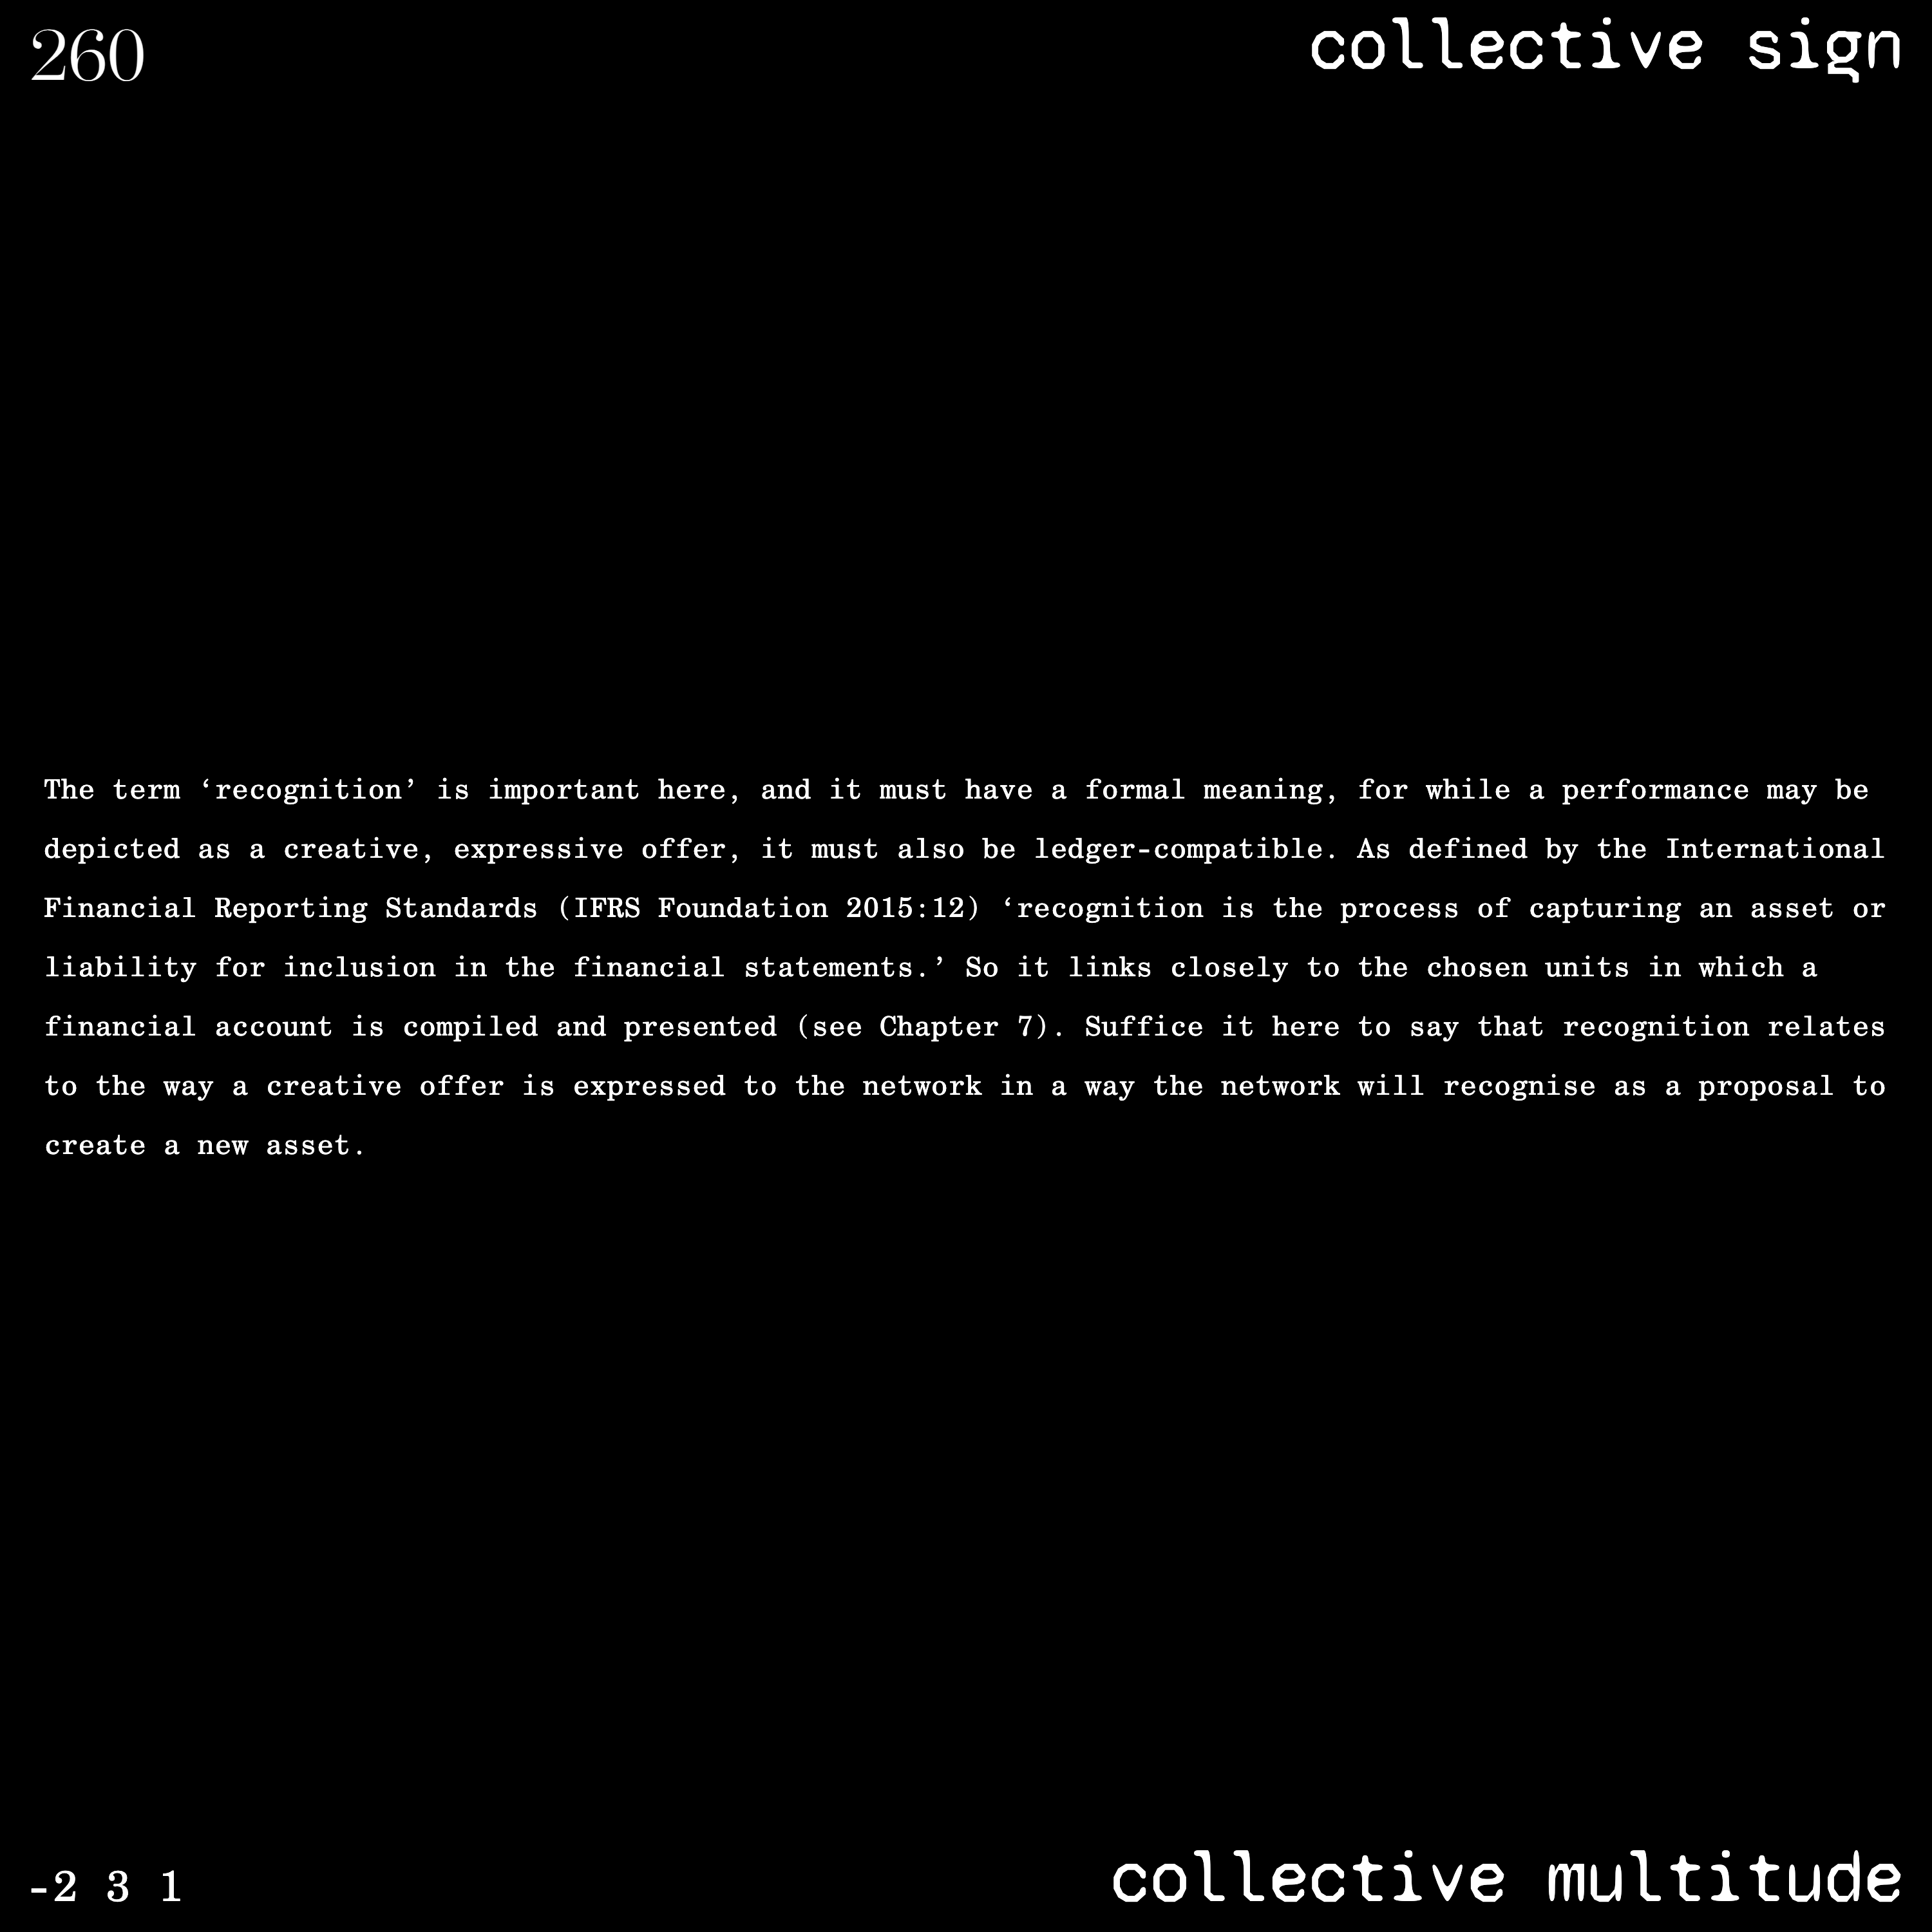 260
collective sign
The term ‘recognition’ is important here, and it must have a formal meaning, for while a performance may be
depicted as a creative, expressive offer, it must also be ledger-compatible. As defined by the International
Financial Reporting Standards (IFRS Foundation 2015:12) ‘recognition is the process of capturing an asset or
liability for inclusion in the financial statements.’ So it links closely to the chosen units in which a
financial account is compiled and presented (see Chapter 7). Suffice it here to say that recognition relates
to the way a creative offer is expressed to the network in a way the network will recognise as a proposal to
create a new asset.
-2 3 1
collective multitude